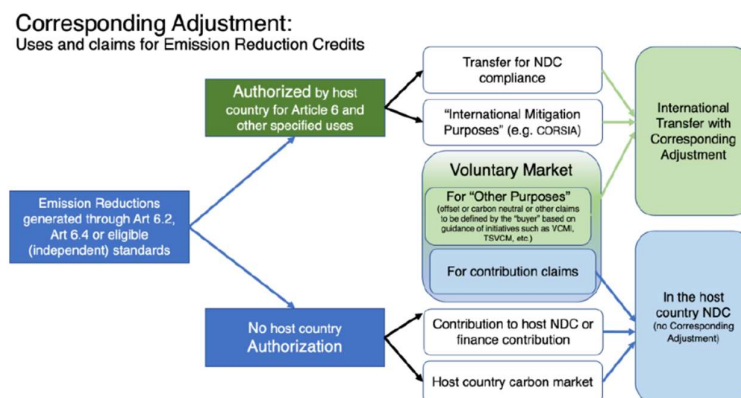 Corresponding Adjustment:
Uses and claims for Emission Reduction Credits
Emission Reductions
generated through Art 6.2,
Art 6.4 or eligible
(independent) standards
Authorized by host
country for Article 6 and
other specified uses
No host country
Authorization
Transfer for NDC
compliance
“International Mitigation
Purposes” (e.g. CORSIA)
Voluntary Market
For “Other Purposes”
(offset or carbon neutral or other claims
to be defined by the “buyer” based on
guidance of initiatives such as VCMI,
TSVCM, etc.)
For contribution claims
Contribution to host NDC or
finance contribution
Host country carbon market
International
Transfer with
Corresponding
Adjustment
In the host
country NDC
(no Corresponding
Adjustment)